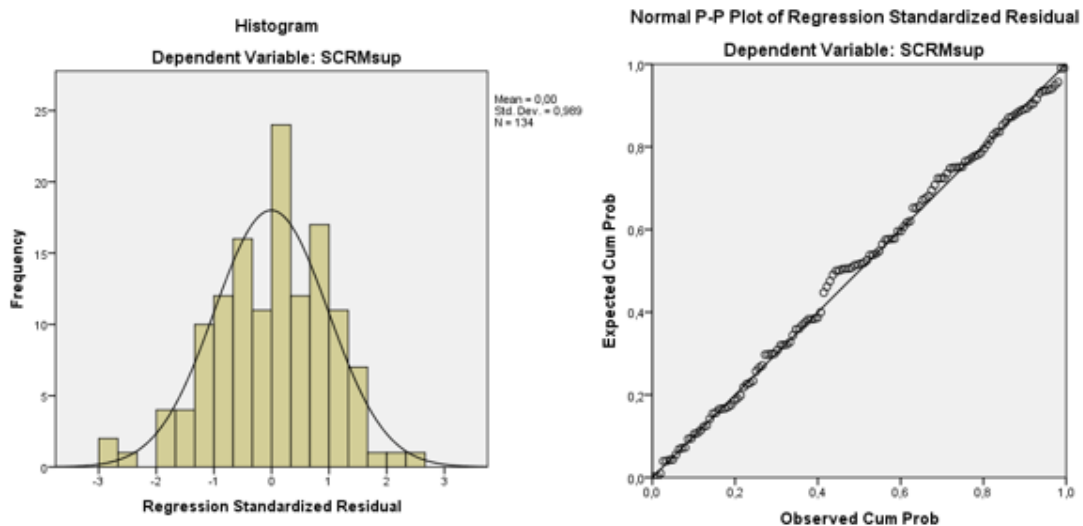 Histogram
Dependent Variable: SCRMsup
Mean = 0,00
Std. Dev. = 0,989
N = 134
25
20
15
10
5
0
Frequency
-3 -2 -1 0 1 2 3
Regression Standardized Residual
Normal P-P Plot of Regression Standardized Residual
Dependent Variable: SCRMsup
1,0
0,8
0,6
0,4
0,2
0,0
Expected Cum Prob
0,0 0,2 0,4 0,6 0,8 1,0
Observed Cum Prob